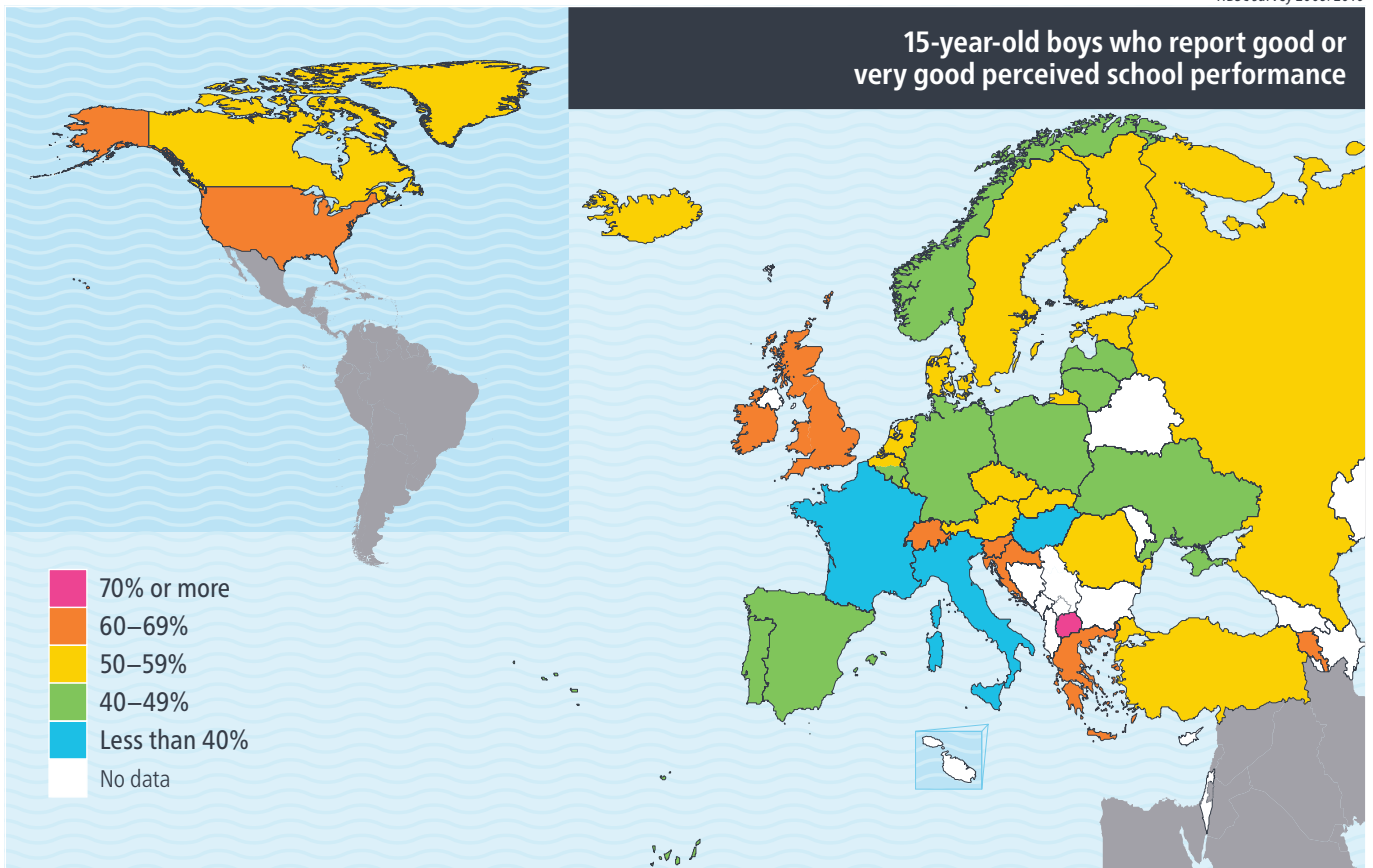 15-year-old boys who report good or
very good perceived school performance
70% or more
60–69%
50–59%
40–49%
Less than 40%
No data